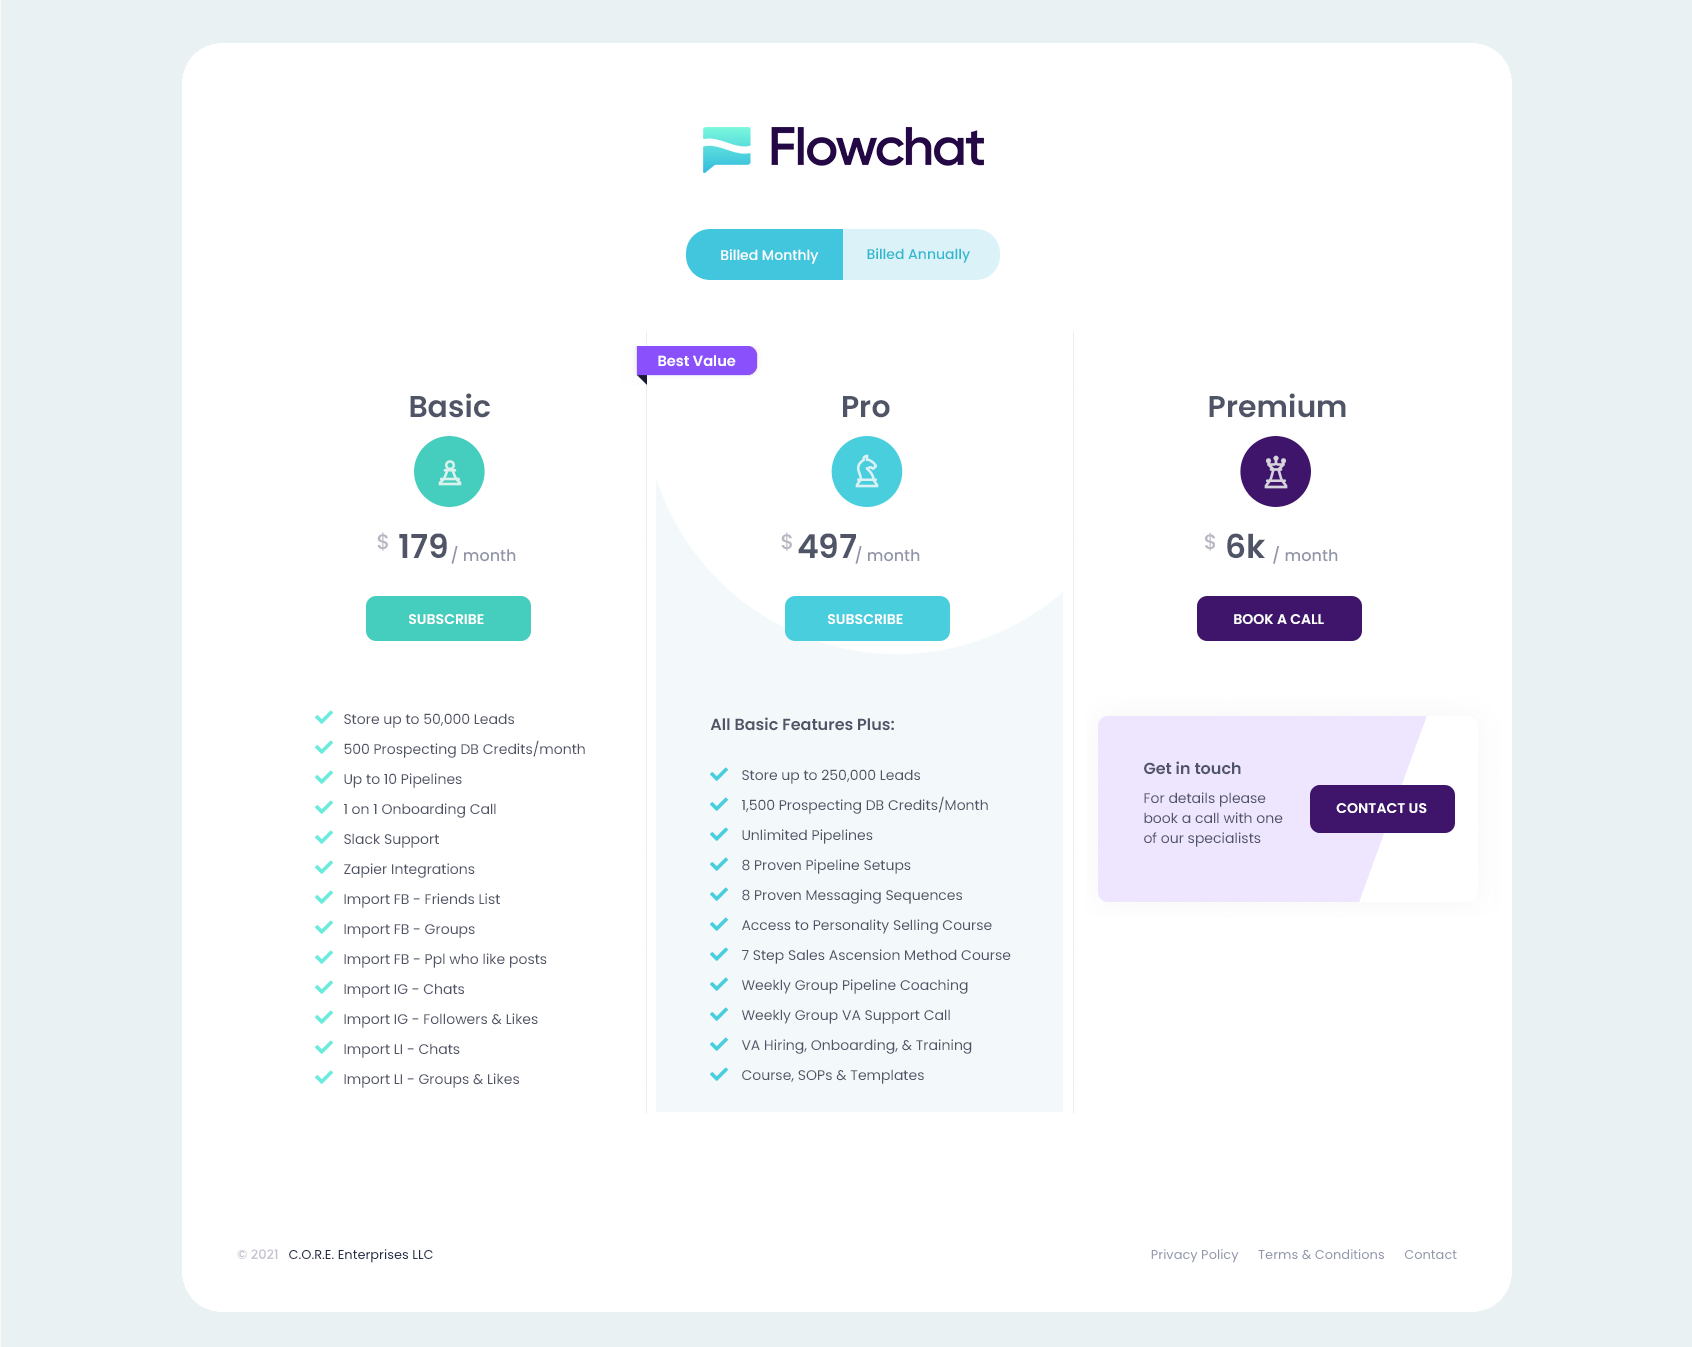 Flowchat
Billed Monthly
Billed Annually
Best Value
Basic
$ 179 / month
SUBSCRIBE
Store up to 50,000 Leads
500 Prospecting DB Credits/month
Up to 10 Pipelines
1 on 1 Onboarding Call
Slack Support
Zapier Integrations
Import FB - Friends List
Import FB - Groups
Import FB - Ppl who like posts
Import IG - Chats
Import IG - Followers & Likes
Import LI - Chats
Import LI - Groups & Likes
Pro
$ 497 / month
SUBSCRIBE
All Basic Features Plus:
Store up to 250,000 Leads
1,500 Prospecting DB Credits/Month
Unlimited Pipelines
8 Proven Pipeline Setups
8 Proven Messaging Sequences
Access to Personality Selling Course
7 Step Sales Ascension Method Course
Weekly Group Pipeline Coaching
Weekly Group VA Support Call
VA Hiring, Onboarding, & Training
Course, SOPs & Templates
Premium
$ 6k / month
BOOK A CALL
Get in touch
For details please
book a call with one
of our specialists
CONTACT US
© 2021 C.O.R.E. Enterprises LLC
Privacy Policy
Terms & Conditions
Contact